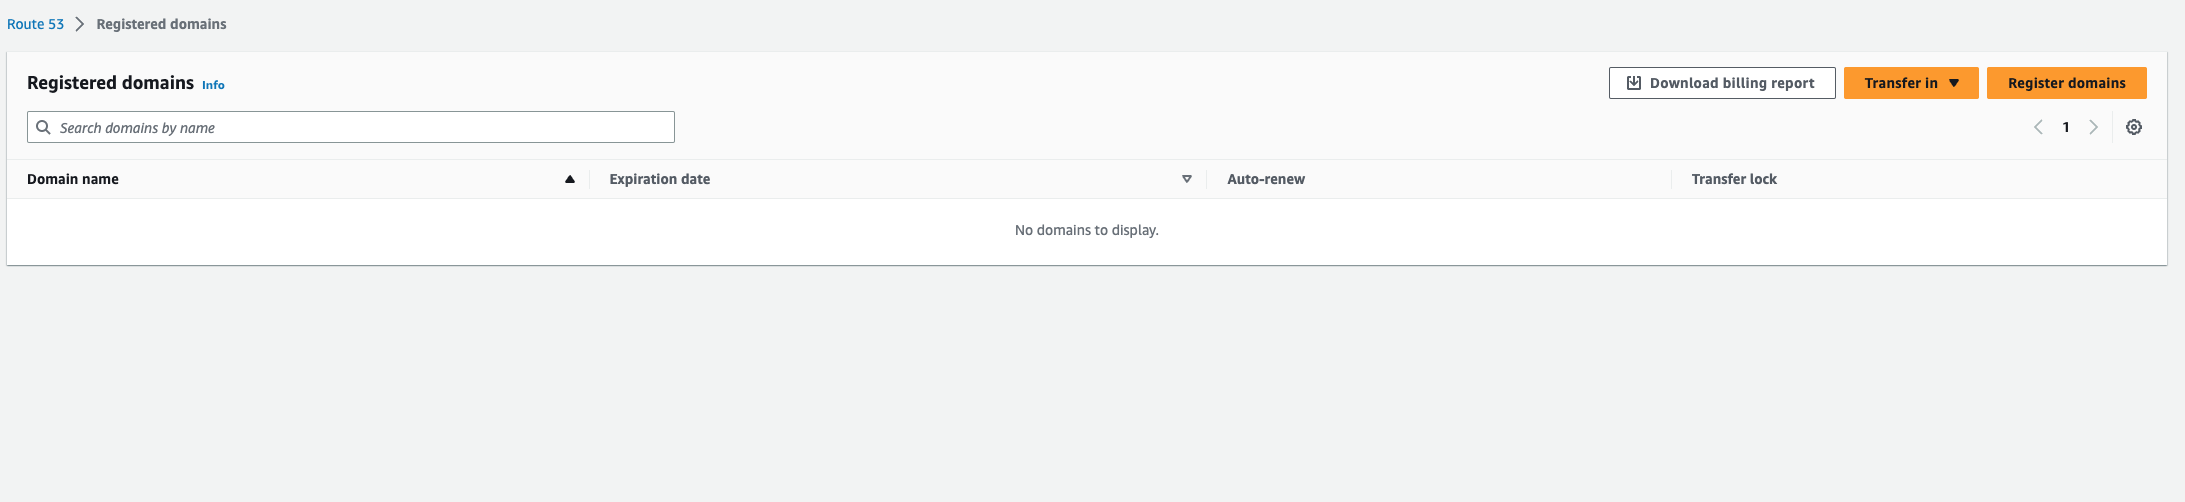 Route 53 Registered domains
Registered domains Info
Download billing report Transfer in Register domains
Search domains by name
1
Domain name Expiration date Auto-renew Transfer lock
No domains to display.